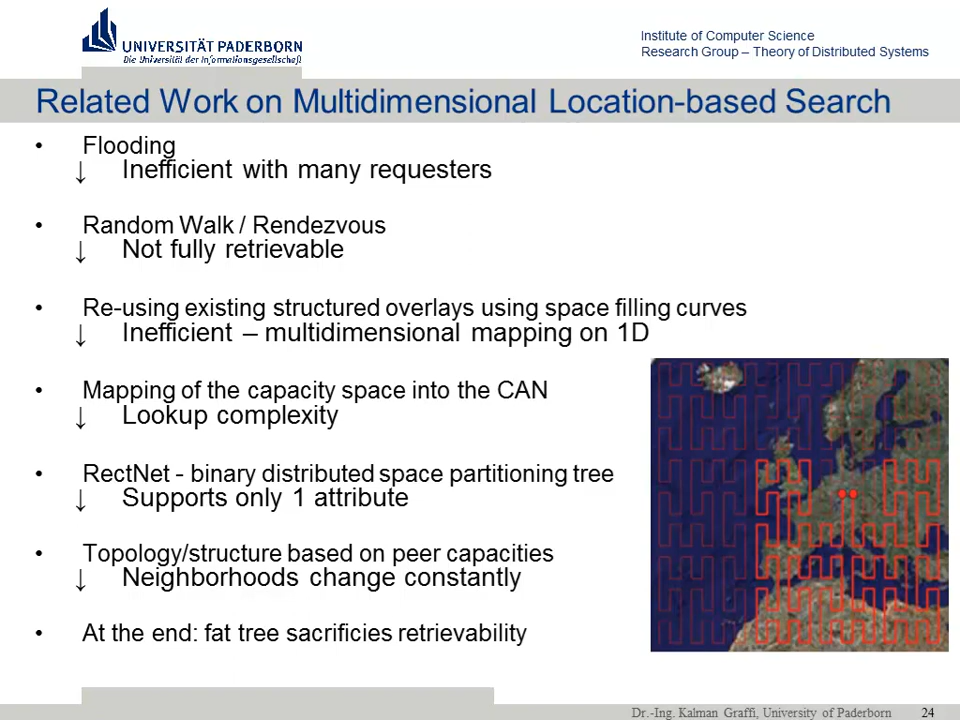 UNIVERSITÄT PADERBORN
Die Universität der Informationsgesellschaft
Institute of Computer Science
Research Group – Theory of Distributed Systems
Related Work on Multidimensional Location-based Search
• Flooding
↓ Inefficient with many requesters
• Random Walk / Rendezvous
↓ Not fully retrievable
• Re-using existing structured overlays using space filling curves
↓ Inefficient – multidimensional mapping on 1D
• Mapping of the capacity space into the CAN
↓ Lookup complexity
• RectNet - binary distributed space partitioning tree
↓ Supports only 1 attribute
• Topology/structure based on peer capacities
↓ Neighborhoods change constantly
• At the end: fat tree sacrificies retrievability
Dr.-Ing. Kalman Graffi, University of Paderborn 24